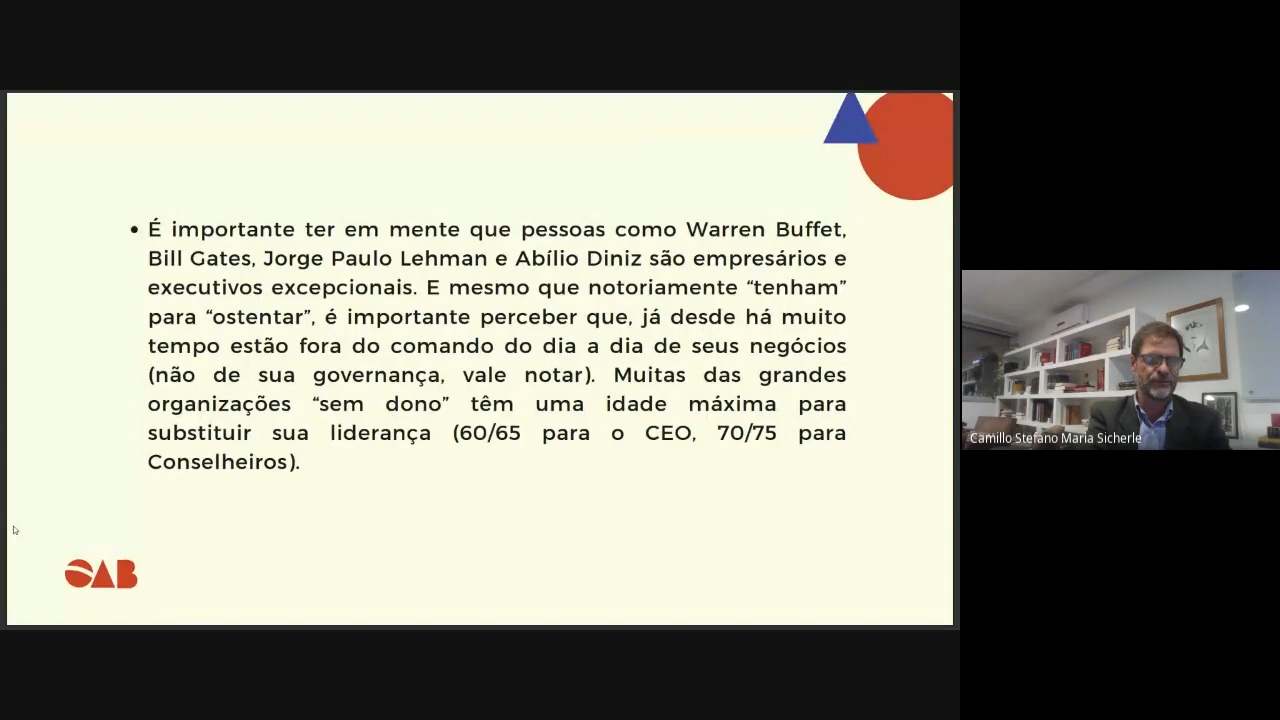 • É importante ter em mente que pessoas como Warren Buffet,
Bill Gates, Jorge Paulo Lehman e Abílio Diniz são empresários e
executivos excepcionais. E mesmo que notoriamente “tenham”
para “ostentar”, é importante perceber que, já desde há muito
tempo estão fora do comando do dia a dia de seus negócios
(não de sua governança, vale notar). Muitas das grandes
organizações “sem dono” têm uma idade máxima para
substituir sua liderança (60/65 para o CEO, 70/75 para
Conselheiros).
OAB
Camillo Stefano Maria Sicherle